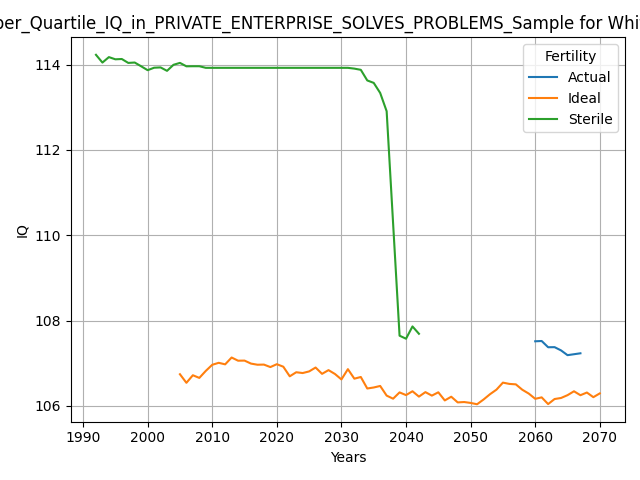 per_Quartile_IQ_in_PRIVATE_ENTERPRISE_SOLVES_PROBLEMS_Sample for Whi
Fertility
Actual
Ideal
Sterile
114
112
110
108
106
IQ
1990 2000 2010 2020 2030 2040 2050 2060 2070
Years